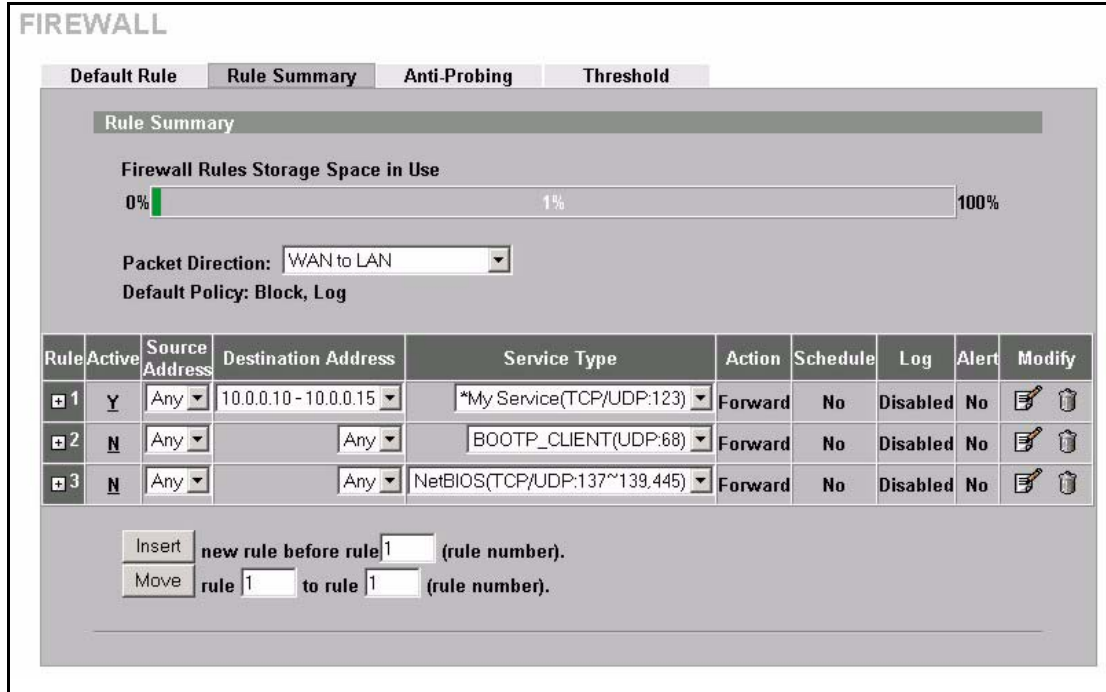 FIREWALL
Default Rule Rule Summary Anti-Probing Threshold
Rule Summary
Firewall Rules Storage Space in Use
0% 1% 100%
Packet Direction: WAN to LAN
Default Policy: Block, Log
Rule Active Source Address Destination Address Service Type Action Schedule Log Alert Modify
1 Y Any 10.0.0.10 - 10.0.0.15 *My Service(TCP/UDP:123) Forward No Disabled No
2 N Any Any BOOTP_CLIENT(UDP:68) Forward No Disabled No
3 N Any Any NetBIOS(TCP/UDP:137~139,445) Forward No Disabled No
Insert new rule before rule 1 (rule number).
Move rule 1 to rule 1 (rule number).